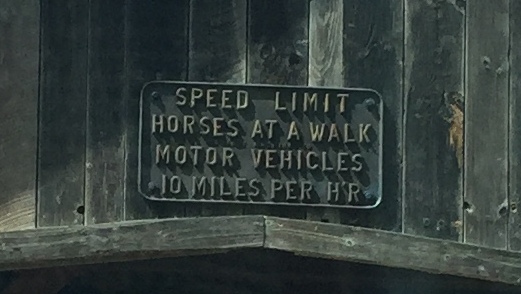 SPEED LIMIT
HORSES AT A WALK
MOTOR VEHICLES
10 MILES PER H'R